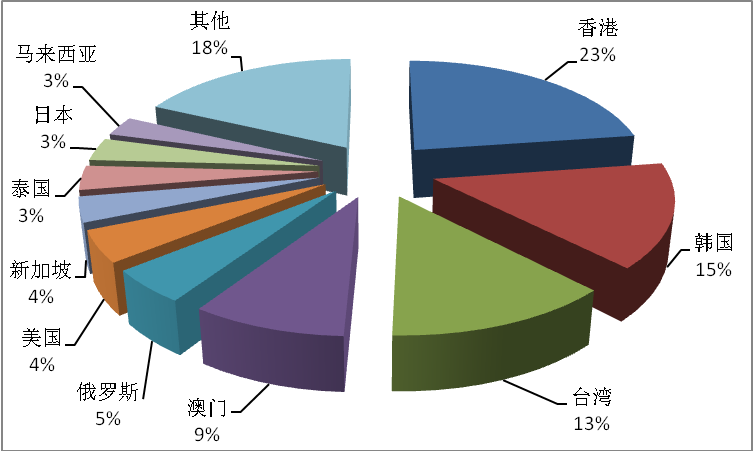 香港
23%
韩国
15%
台湾
13%
澳门
9%
俄罗斯
5%
美国
4%
新加坡
4%
泰国
3%
日本
3%
马来西亚
3%
其他
18%